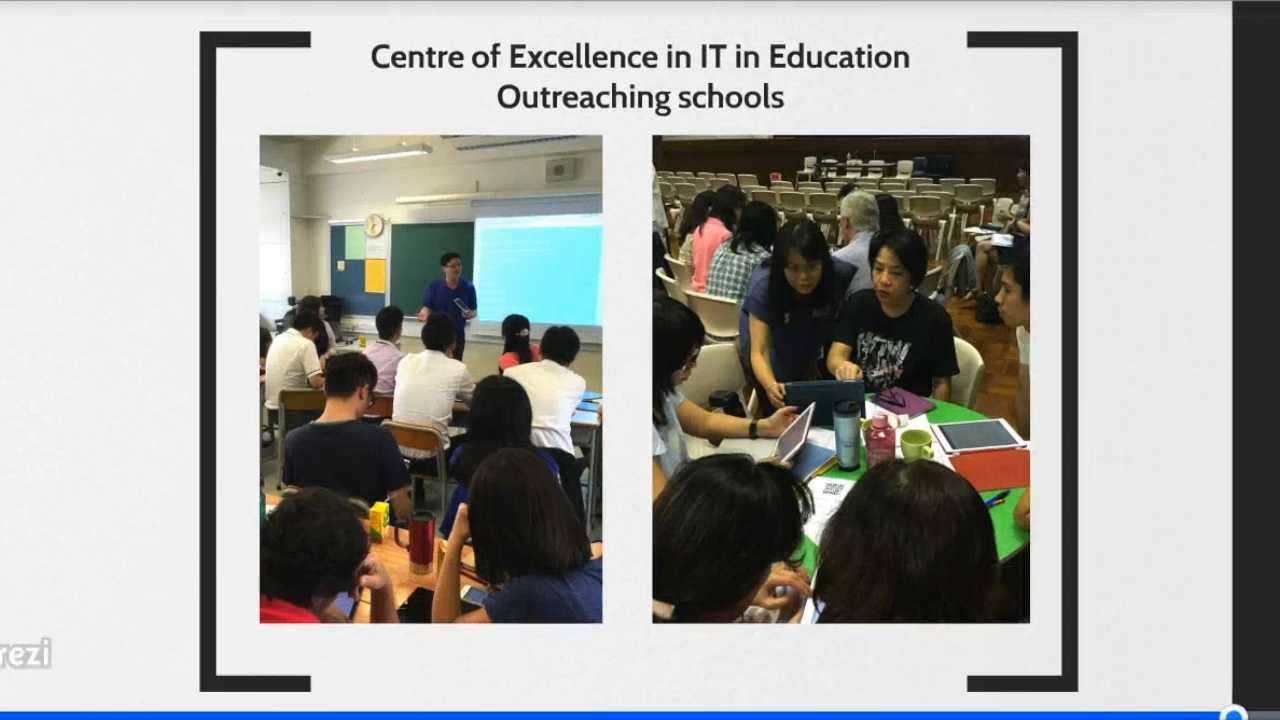 Centre of Excellence in IT in Education
Outreaching schools
rezi